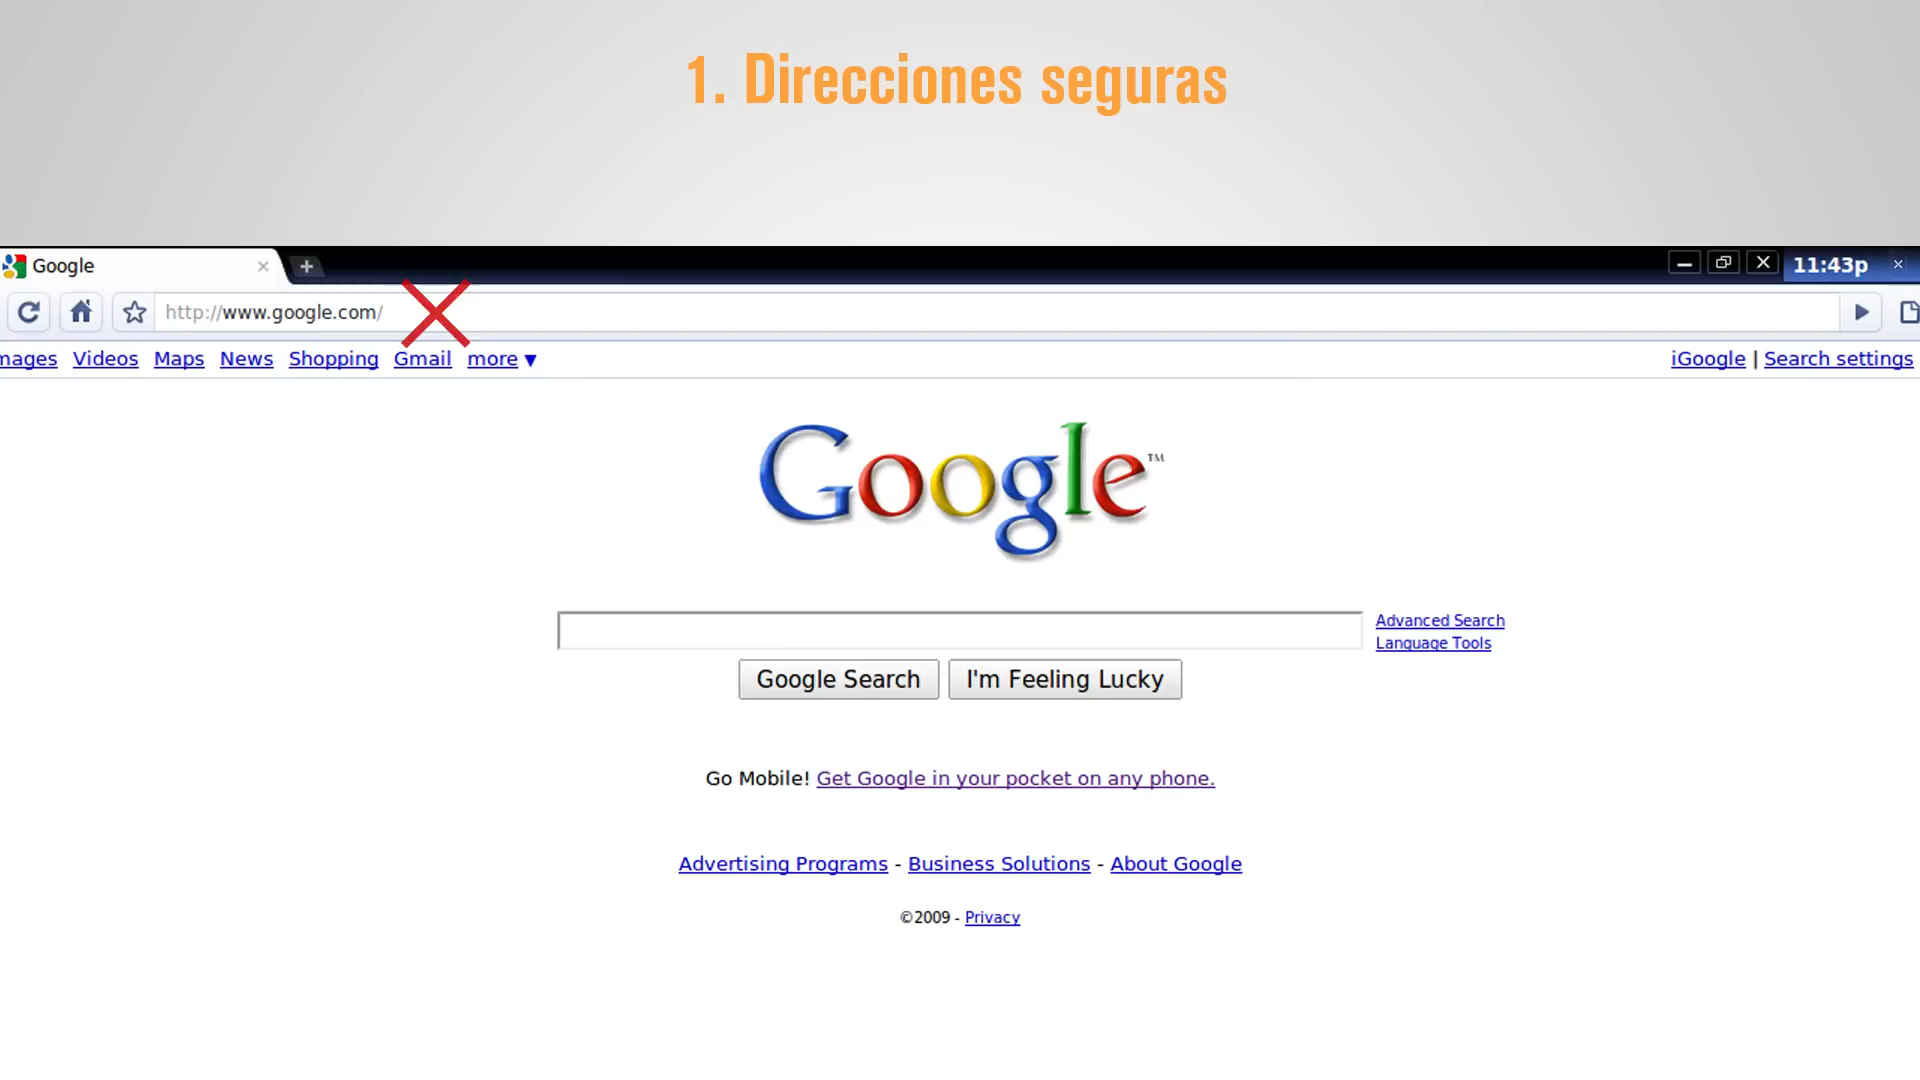 1. Direcciones seguras
Google
11:43p
http://www.google.com/
mages Videos Maps News Shopping Gmail more ▼
iGoogle | Search settings
Google™
Advanced Search
Language Tools
Google Search I'm Feeling Lucky
Go Mobile! Get Google in your pocket on any phone.
Advertising Programs - Business Solutions - About Google
©2009 - Privacy